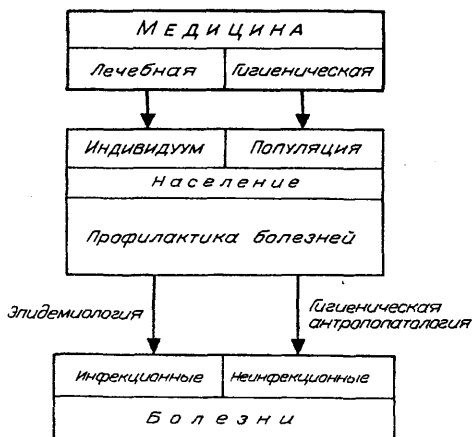 Медицина
Лечебная Гигиеническая
Индивидуум Популяция
Население
Профилактика болезней
Эпидемиология
Гигиеническая
антропопатология
Инфекционные Неинфекционные
Болезни